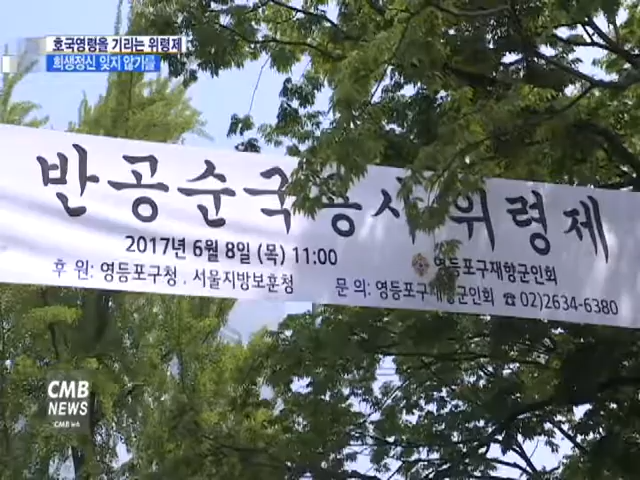 호국영령을 기리는 위령제
희생정신 잊지 않기를
반공순국용사 위령제
2017년 6월 8일 (목) 11:00
영등포구재향군인회
후 원: 영등포구청 . 서울지방보훈청
문 의: 영등포구재향군인회 ☎ 02)2634-6380
CMB
NEWS